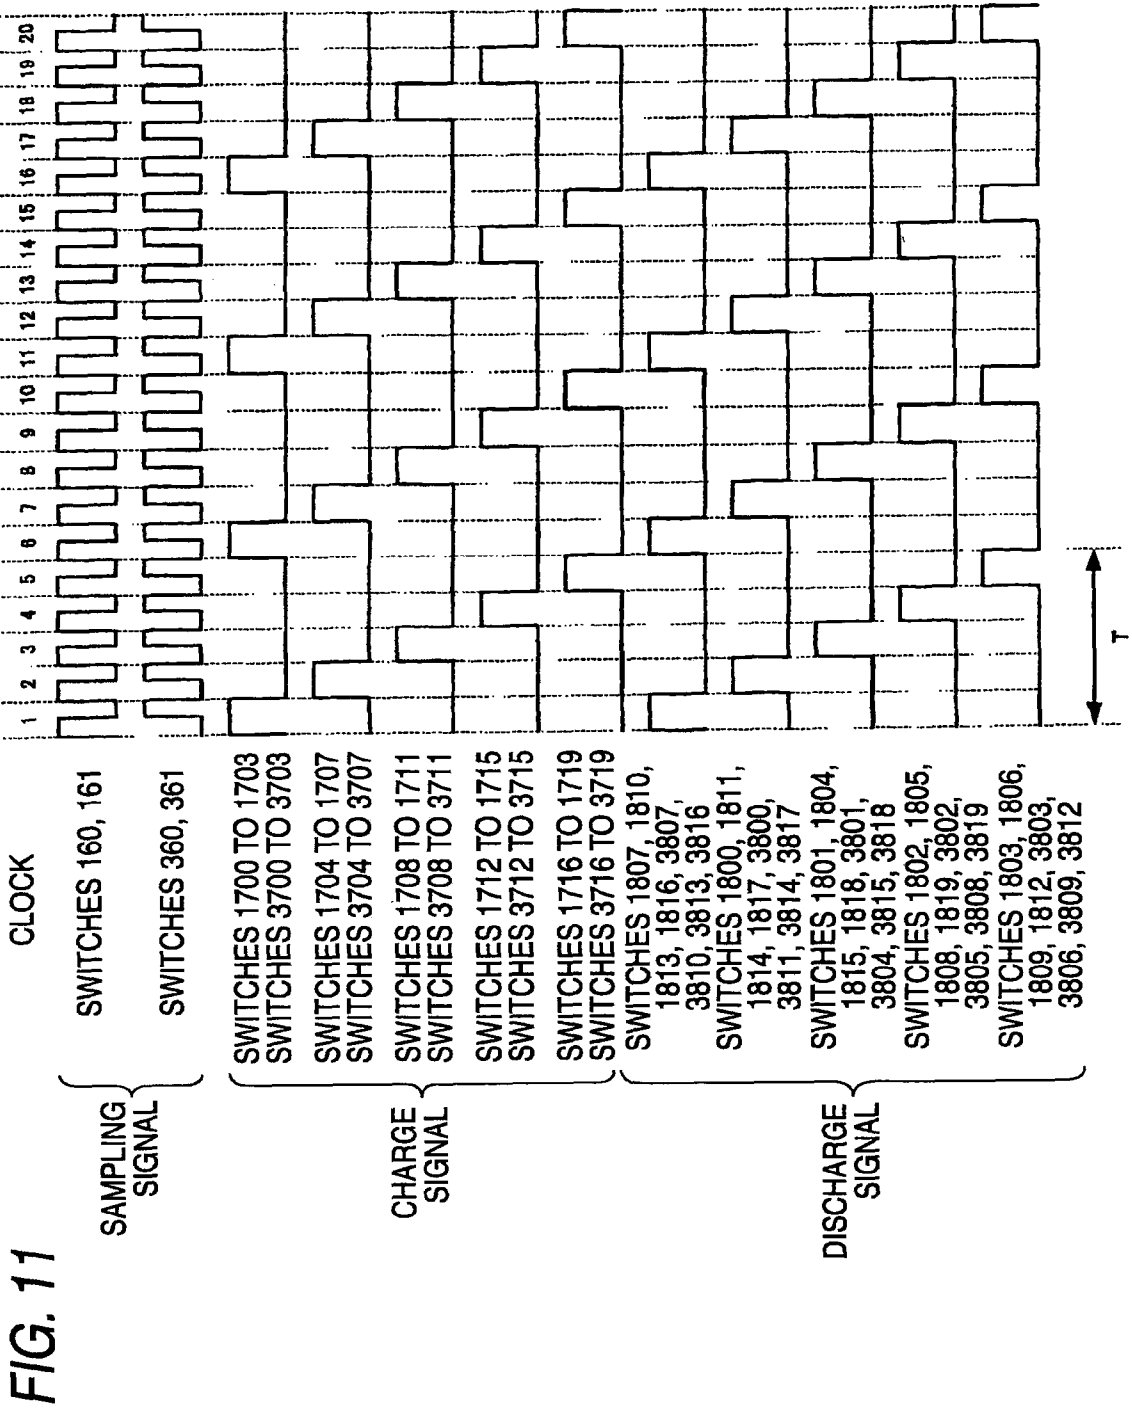 FIG. 11
CLOCK
1 2 3 4 5 6 7 8 9 10 11 12 13 14 15 16 17 18 19 20
SAMPLING
SIGNAL
SWITCHES 160, 161
SWITCHES 360, 361
CHARGE
SIGNAL
SWITCHES 1700 TO 1703
SWITCHES 3700 TO 3703
SWITCHES 1704 TO 1707
SWITCHES 3704 TO 3707
SWITCHES 1708 TO 1711
SWITCHES 3708 TO 3711
SWITCHES 1712 TO 1715
SWITCHES 3712 TO 3715
SWITCHES 1716 TO 1719
SWITCHES 3716 TO 3719
DISCHARGE
SIGNAL
SWITCHES 1807, 1810,
1813, 1816, 3807,
3810, 3813, 3816
SWITCHES 1800, 1811,
1814, 1817, 3800,
3811, 3814, 3817
SWITCHES 1801, 1804,
1815, 1818, 3801,
3804, 3815, 3818
SWITCHES 1802, 1805,
1808, 1819, 3802,
3805, 3808, 3819
SWITCHES 1803, 1806,
1809, 1812, 3803,
3806, 3809, 3812
T